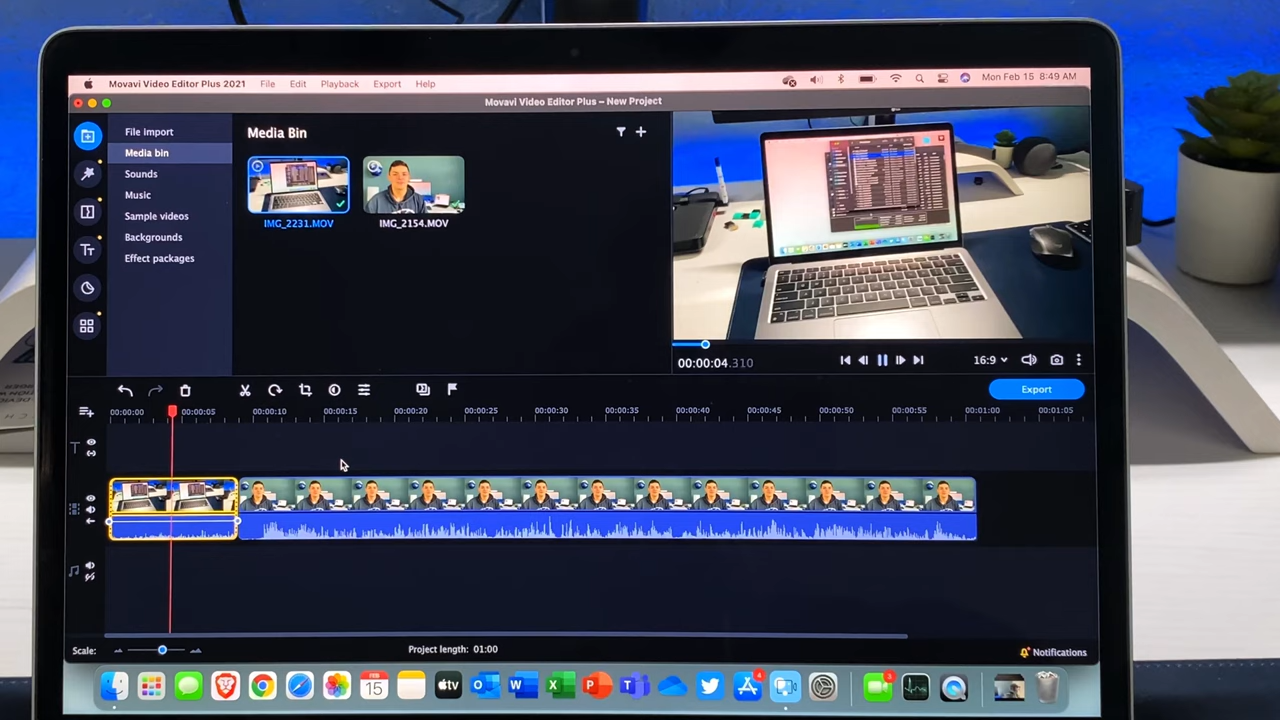 Movavi Video Editor Plus 2021 File Edit Playback Export Help Mon Feb 15 8:49 AM
Movavi Video Editor Plus – New Project
File import
Media bin
Sounds
Music
Sample videos
Backgrounds
Effect packages
Media Bin
IMG_2231.MOV IMG_2154.MOV
00:00:04.310 16:9
Export
00:00:00 00:00:05 00:00:10 00:00:15 00:00:20 00:00:25 00:00:30 00:00:35 00:00:40 00:00:45 00:00:50 00:00:55 00:01:00 00:01:05
Scale: Project length: 01:00 Notifications
FEB
15
tv
4
3